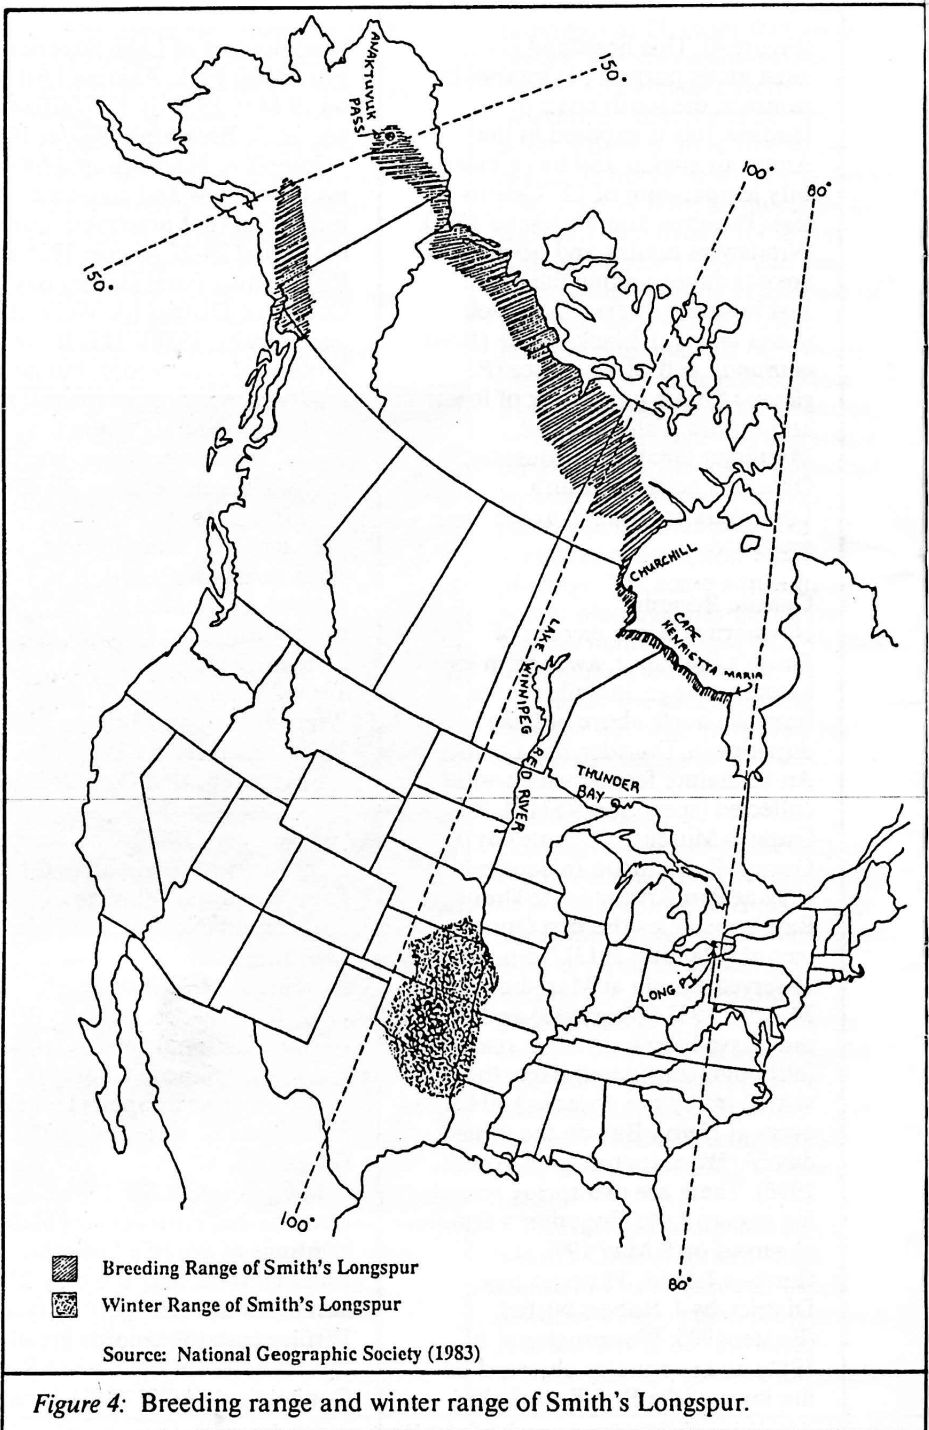 ANAKTUVUK
PASS
150°
100°
80°
150°
CHURCHILL
CAPE
HENRIETTA MARIA
LAKE WINNIPEG
RED RIVER
THUNDER
BAY
LONG PT.
100°
80°
Breeding Range of Smith's Longspur
Winter Range of Smith's Longspur
Source: National Geographic Society (1983)
Figure 4: Breeding range and winter range of Smith's Longspur.